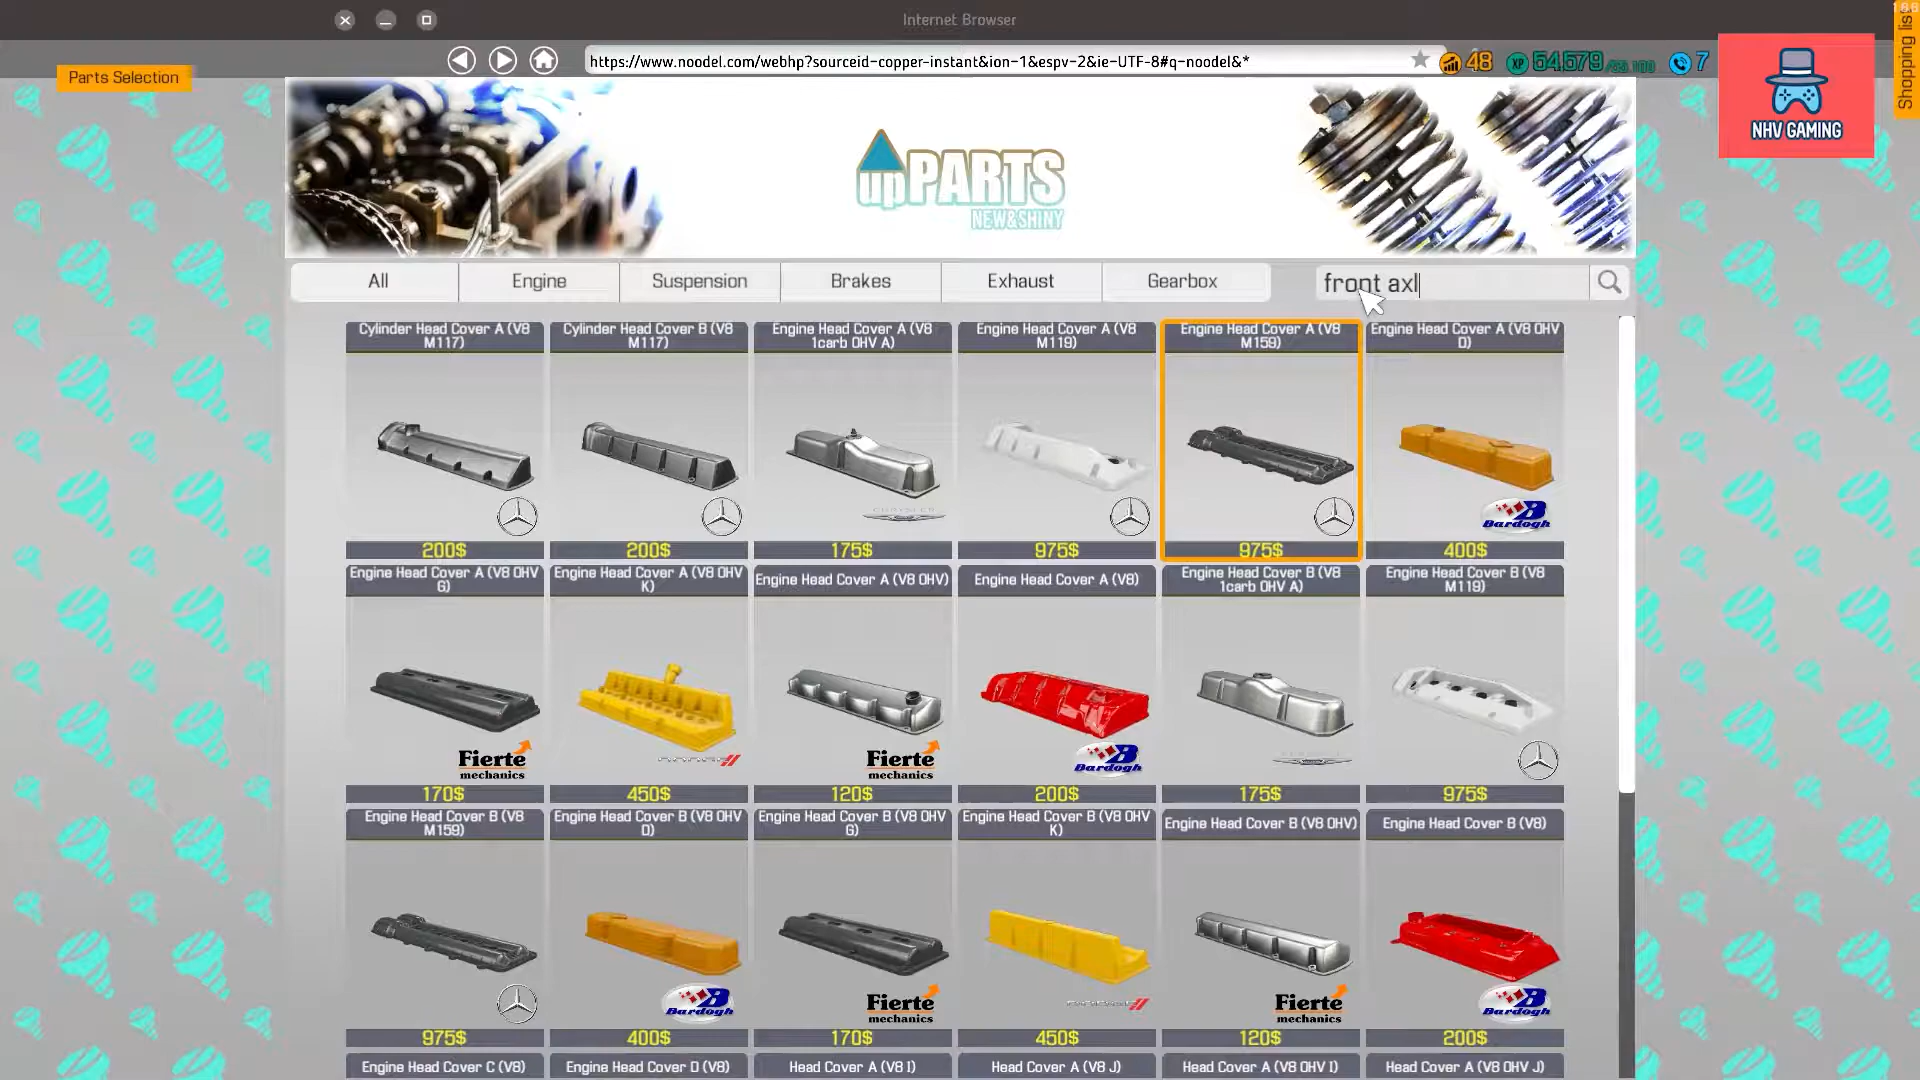 Internet Browser
Shopping lis
Parts Selection
https://www.noodel.com/webhp?sourceid-copper-instant&ion-1&espv-2&ie-UTF-8#q-noodel&*
48
XP 54,579
7
NHV GAMING
upPARTS
NEW&SHINY
All
Engine
Suspension
Brakes
Exhaust
Gearbox
front axl
Cylinder Head Cover A (V8 M117)
Cylinder Head Cover B (V8 M117)
Engine Head Cover A (V8 1carb OHV A)
Engine Head Cover A (V8 M119)
Engine Head Cover A (V8 M159)
Engine Head Cover A (V8 OHV D)
CHRYSLER
Bardogh
200$
200$
175$
975$
975$
400$
Engine Head Cover A (V8 OHV G)
Engine Head Cover A (V8 OHV K)
Engine Head Cover A (V8 OHV)
Engine Head Cover A (V8)
Engine Head Cover B (V8 1carb OHV A)
Engine Head Cover B (V8 M119)
Fierte mechanics
Fierte mechanics
Bardogh
170$
450$
120$
200$
175$
975$
Engine Head Cover B (V8 M159)
Engine Head Cover B (V8 OHV D)
Engine Head Cover B (V8 OHV G)
Engine Head Cover B (V8 OHV K)
Engine Head Cover B (V8 OHV)
Engine Head Cover B (V8)
Bardogh
Fierte mechanics
Fierte mechanics
Bardogh
975$
400$
170$
450$
120$
200$
Engine Head Cover C (V8)
Engine Head Cover D (V8)
Head Cover A (V8 I)
Head Cover A (V8 J)
Head Cover A (V8 OHV I)
Head Cover A (V8 OHV J)